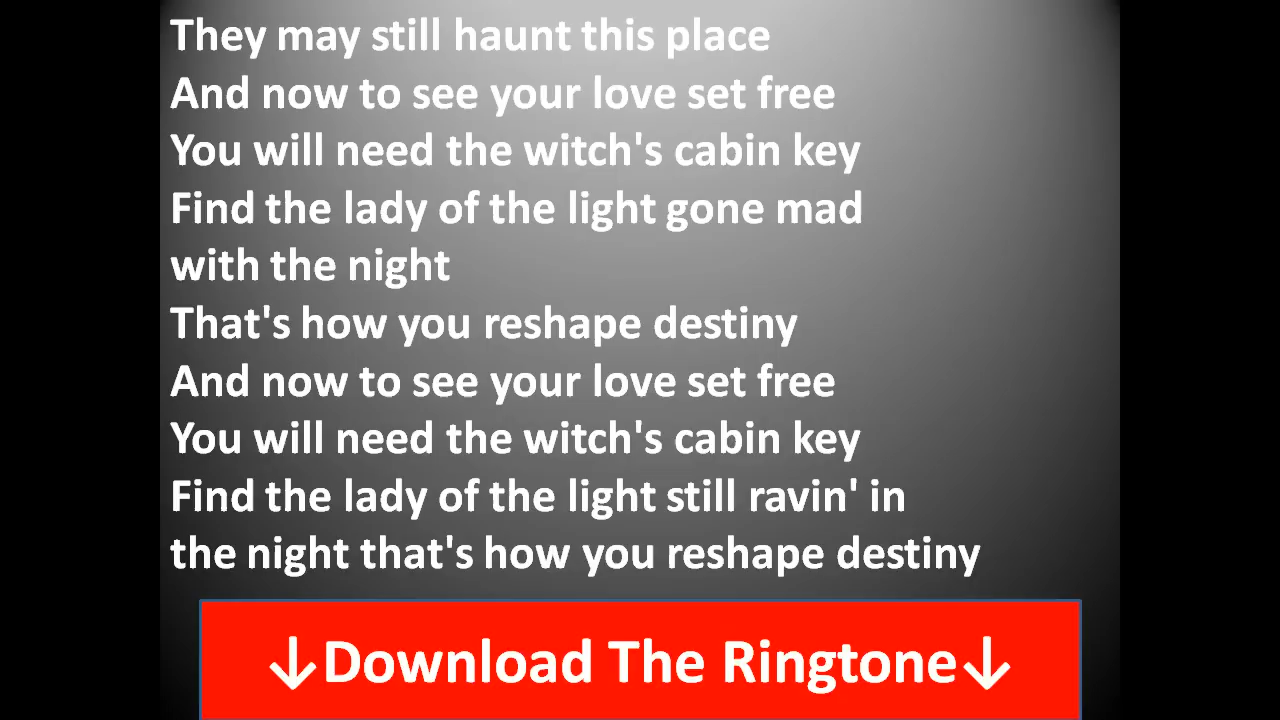 They may still haunt this place
And now to see your love set free
You will need the witch's cabin key
Find the lady of the light gone mad
with the night
That's how you reshape destiny
And now to see your love set free
You will need the witch's cabin key
Find the lady of the light still ravin' in
the night that's how you reshape destiny
↓Download The Ringtone↓